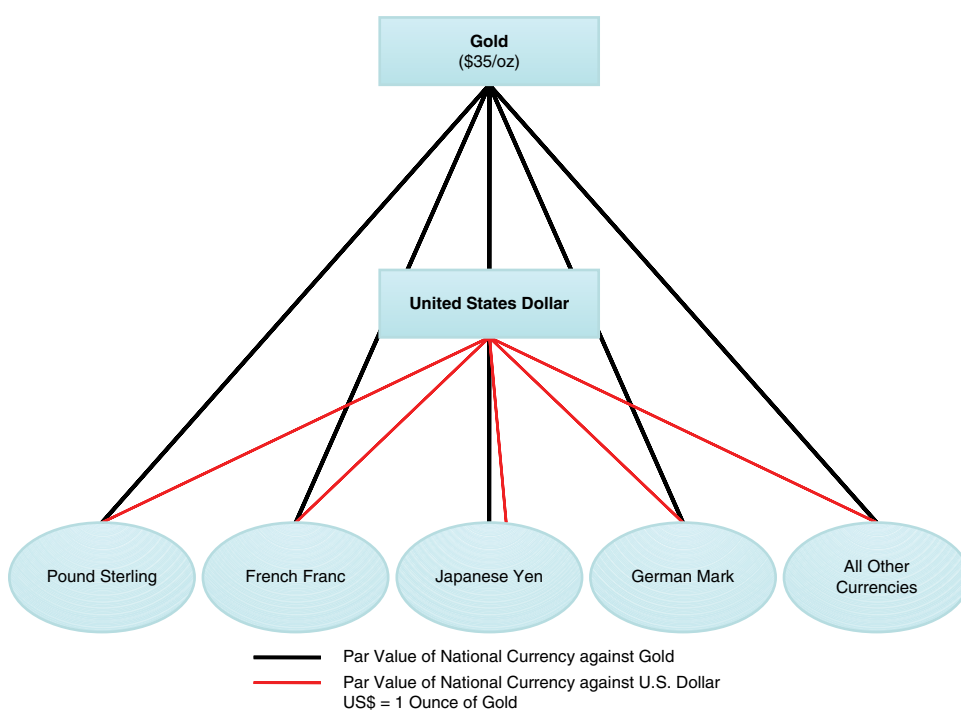 Gold
($35/oz)
United States Dollar
Pound Sterling
French Franc
Japanese Yen
German Mark
All Other
Currencies
Par Value of National Currency against Gold
Par Value of National Currency against U.S. Dollar
US$ = 1 Ounce of Gold